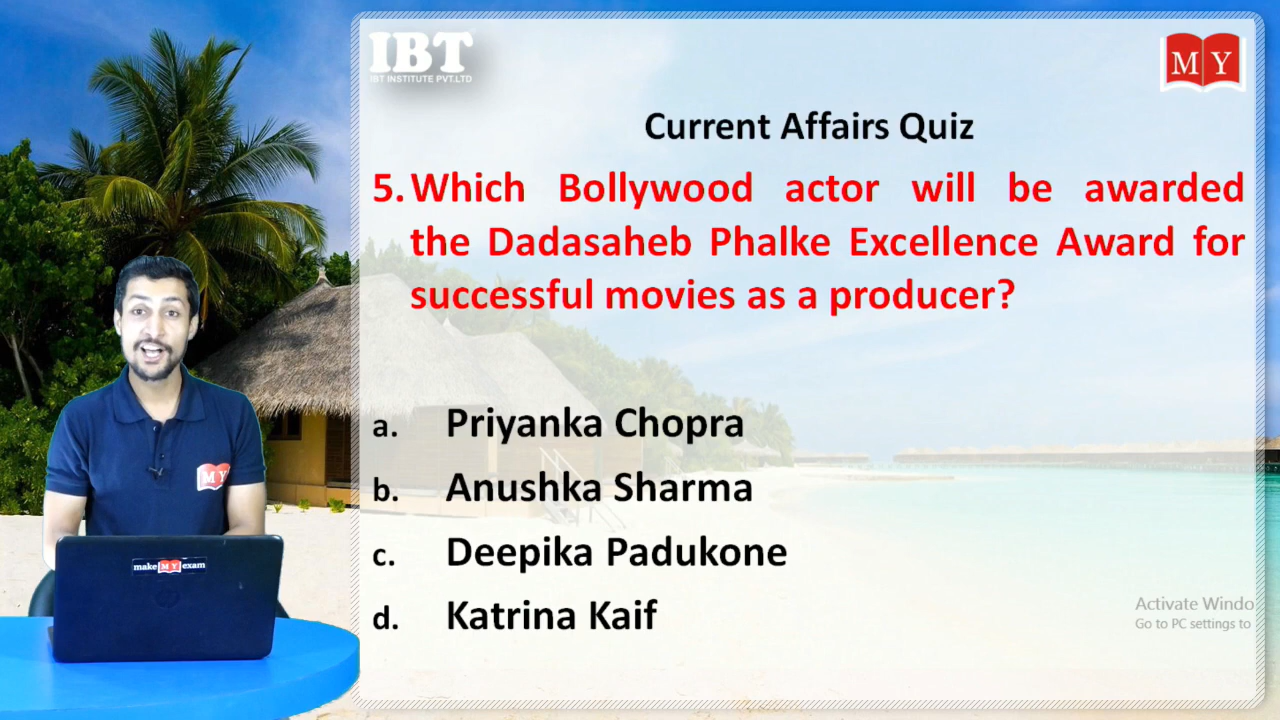 IBT
IBT INSTITUTE PVT.LTD
M Y
Current Affairs Quiz
5. Which Bollywood actor will be awarded
the Dadasaheb Phalke Excellence Award for
successful movies as a producer?
a. Priyanka Chopra
b. Anushka Sharma
c. Deepika Padukone
d. Katrina Kaif
M Y
make MY exam
Activate Windo
Go to PC settings to